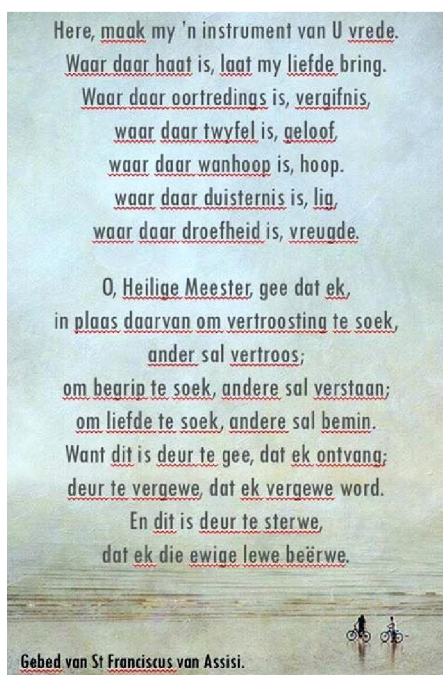 Here, maak my 'n instrument van U vrede.
Waar daar haat is, laat my liefde bring.
Waar daar oortredings is, vergifnis,
waar daar twyfel is, geloof,
waar daar wanhoop is, hoop.
waar daar duisternis is, lig,
waar daar droefheid is, vreugde.
O, Heilige Meester, gee dat ek,
in plaas daarvan om vertroosting te soek,
ander sal vertroos;
om begrip te soek, andere sal verstaan;
om liefde te soek, andere sal bemin.
Want dit is deur te gee, dat ek ontvang;
deur te vergewe, dat ek vergewe word.
En dit is deur te sterwe,
dat ek die ewige lewe beërwe.
Gebed van St Franciscus van Assisi.